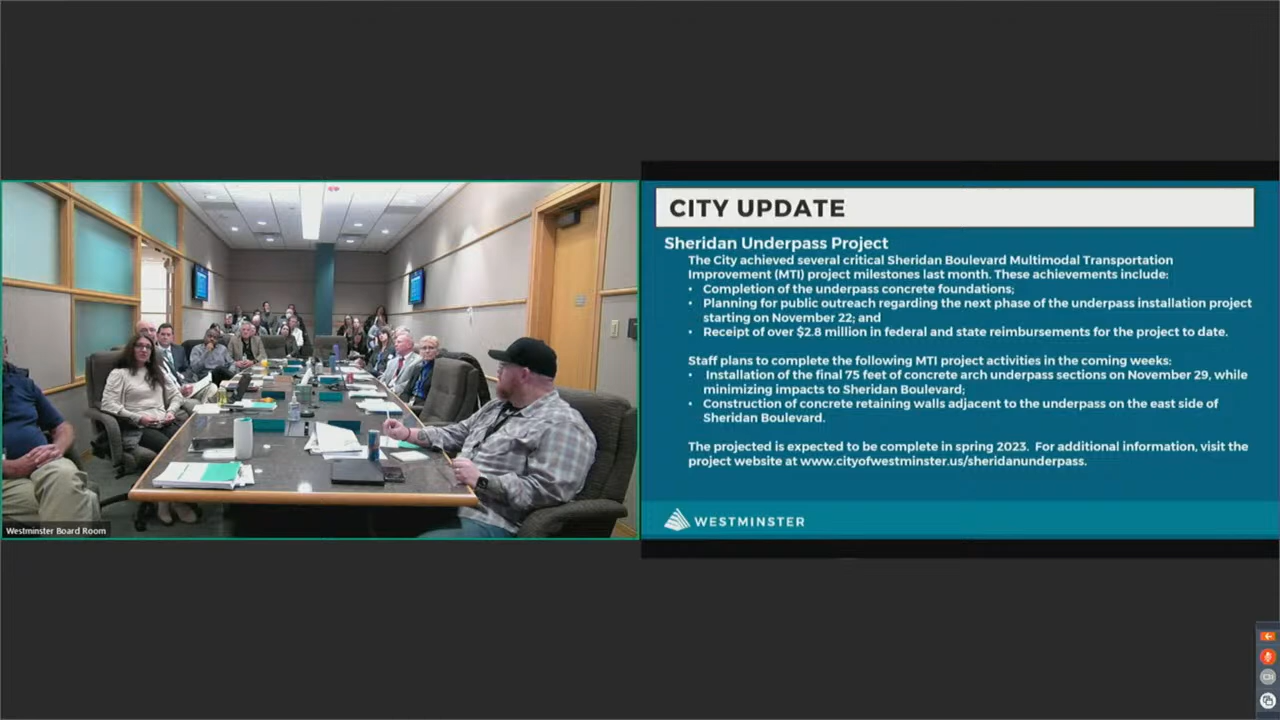 CITY UPDATE
Sheridan Underpass Project
The City achieved several critical Sheridan Boulevard Multimodal Transportation
Improvement (MTI) project milestones last month. These achievements include:
• Completion of the underpass concrete foundations;
• Planning for public outreach regarding the next phase of the underpass installation project
starting on November 22; and
• Receipt of over $2.8 million in federal and state reimbursements for the project to date.
Staff plans to complete the following MTI project activities in the coming weeks:
• Installation of the final 75 feet of concrete arch underpass sections on November 29, while
minimizing impacts to Sheridan Boulevard;
• Construction of concrete retaining walls adjacent to the underpass on the east side of
Sheridan Boulevard.
The projected is expected to be complete in spring 2023. For additional information, visit the
project website at www.cityofwestminster.us/sheridanunderpass.
WESTMINSTER
Westminster Board Room